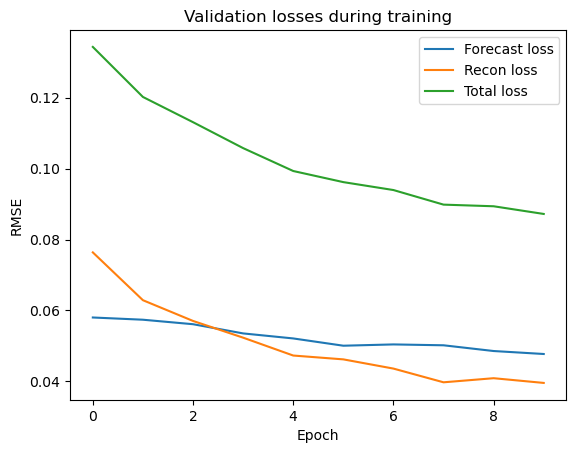 Validation losses during training
Forecast loss
Recon loss
Total loss
0.12
0.10
0.08
0.06
0.04
RMSE
0 2 4 6 8
Epoch